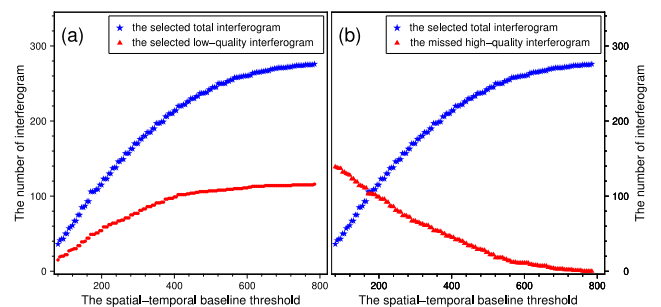 (a)
the selected total interferogram
the selected low−quality interferogram
The number of interferogram
300
200
100
0
200 400 600 800
The spatial−temporal baseline threshold
(b)
the selected total interferogram
the missed high−quality interferogram
300
200
100
0
The number of interferogram
200 400 600 800
The spatial−temporal baseline threshold